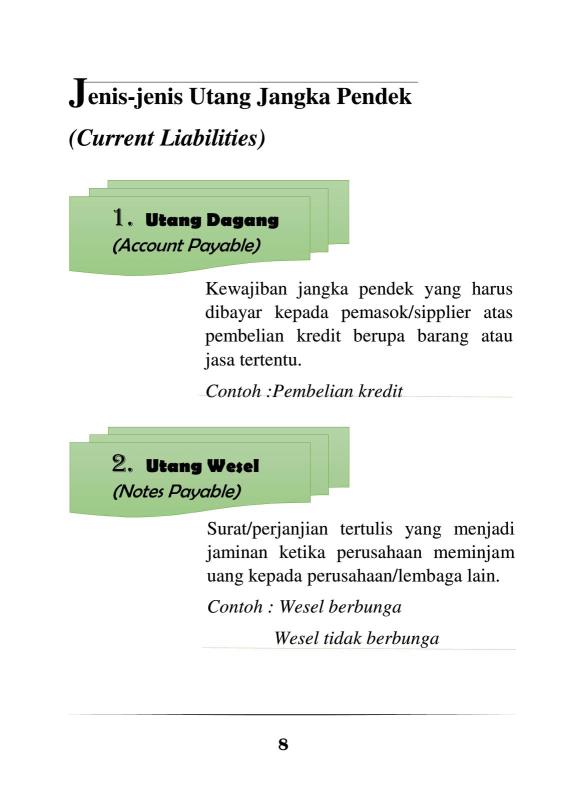 Jenis-jenis Utang Jangka Pendek
(Current Liabilities)
1. Utang Dagang
(Account Payable)
Kewajiban jangka pendek yang harus
dibayar kepada pemasok/sipplier atas
pembelian kredit berupa barang atau
jasa tertentu.
Contoh :Pembelian kredit
2. Utang Wesel
(Notes Payable)
Surat/perjanjian tertulis yang menjadi
jaminan ketika perusahaan meminjam
uang kepada perusahaan/lembaga lain.
Contoh : Wesel berbunga
Wesel tidak berbunga
8